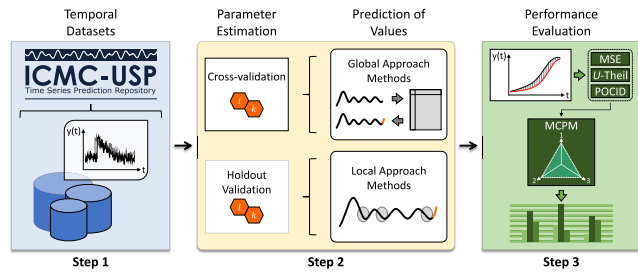 Temporal
Datasets
Parameter
Estimation
Prediction of
Values
Performance
Evaluation
ICMC-USP
Time Series Prediction Repository
y(t)
t
Cross-validation
l
k
Global Approach
Methods
Holdout
Validation
l
k
Local Approach
Methods
y(t)
t
MSE
U-Theil
POCID
MCPM
1
2
3
Step 1
Step 2
Step 3